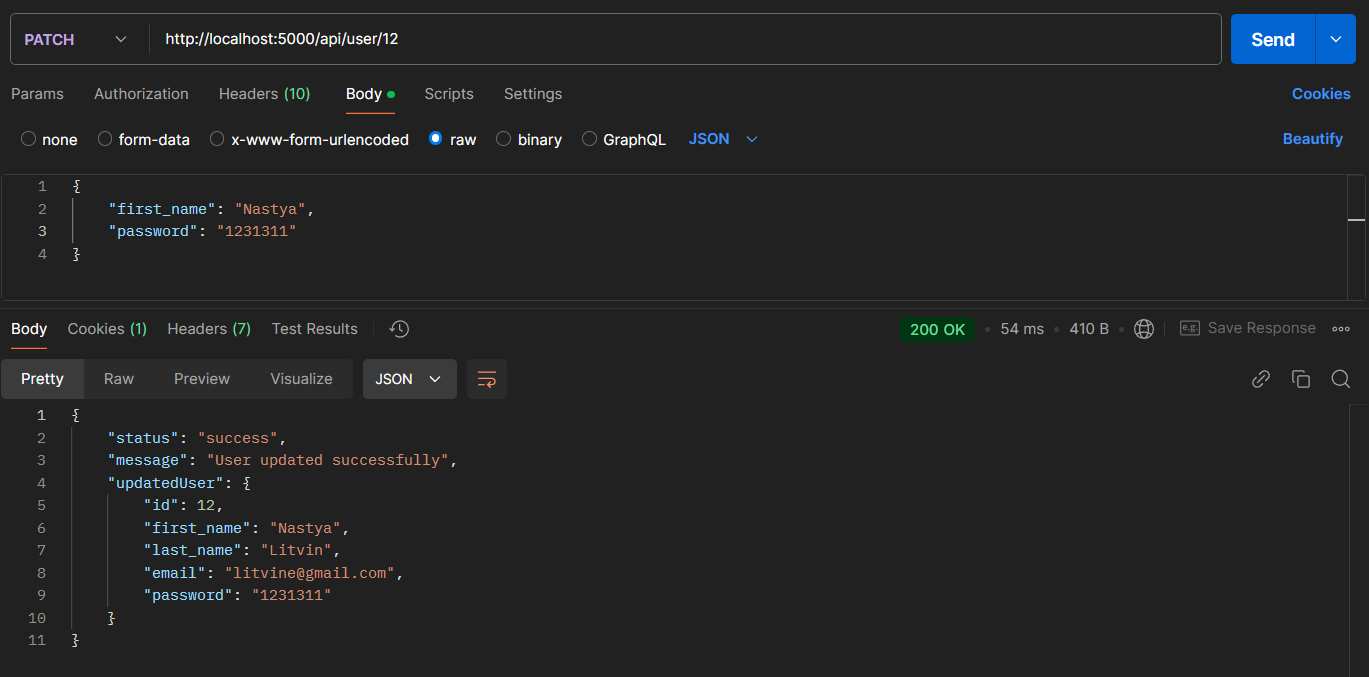 PATCH http://localhost:5000/api/user/12 Send
Params Authorization Headers (10) Body Scripts Settings Cookies
none form-data x-www-form-urlencoded raw binary GraphQL JSON Beautify
1 {
2 "first_name": "Nastya",
3 "password": "1231311"
4 }
Body Cookies (1) Headers (7) Test Results 200 OK 54 ms 410 B e.g. Save Response
Pretty Raw Preview Visualize JSON
1 {
2 "status": "success",
3 "message": "User updated successfully",
4 "updatedUser": {
5 "id": 12,
6 "first_name": "Nastya",
7 "last_name": "Litvin",
8 "email": "litvine@gmail.com",
9 "password": "1231311"
10 }
11 }